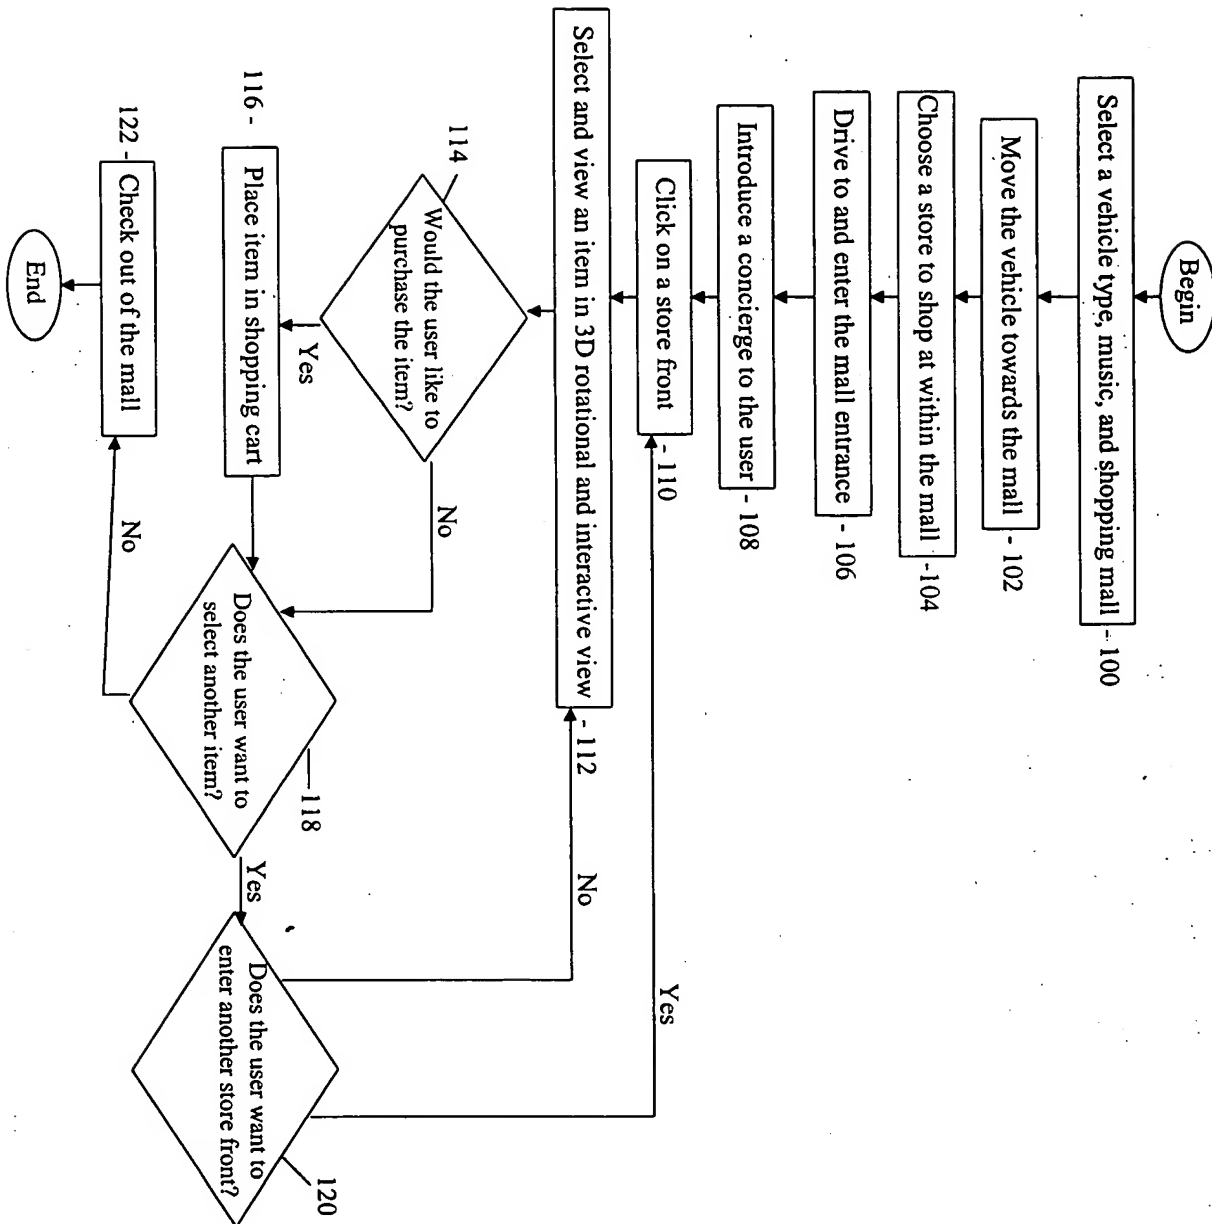 Begin
Select a vehicle type, music, and shopping mall - 100
Move the vehicle towards the mall - 102
Choose a store to shop at within the mall -104
Drive to and enter the mall entrance - 106
Introduce a concierge to the user - 108
Click on a store front - 110
Select and view an item in 3D rotational and interactive view - 112
114
Would the user like to
purchase the item?
No
Yes
116 - Place item in shopping cart
Does the user want to
select another item?
118
Yes
No
Does the user want to
enter another store front?
120
No
Yes
122 - Check out of the mall
End